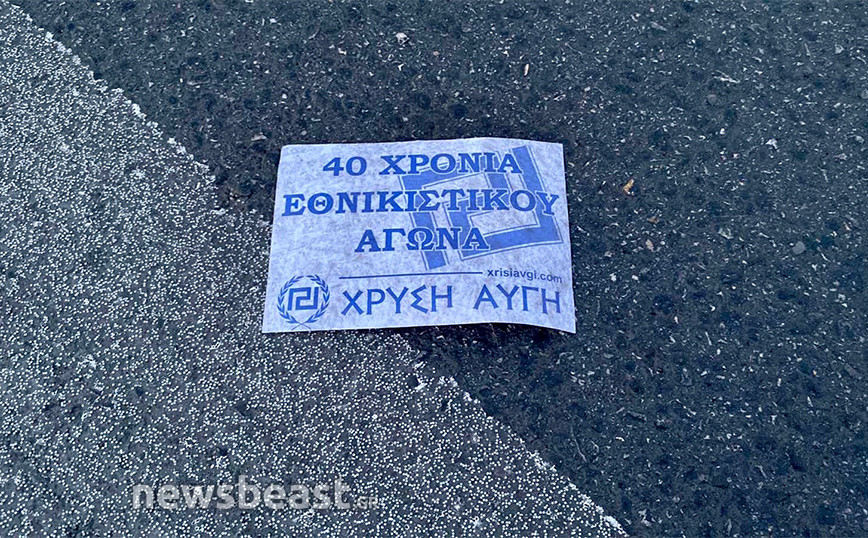 40 ΧΡΟΝΙΑ
ΕΘΝΙΚΙΣΤΙΚΟΥ
ΑΓΩΝΑ
xrisiavgi.com
ΧΡΥΣΗ ΑΥΓΗ
newsbeast.GR